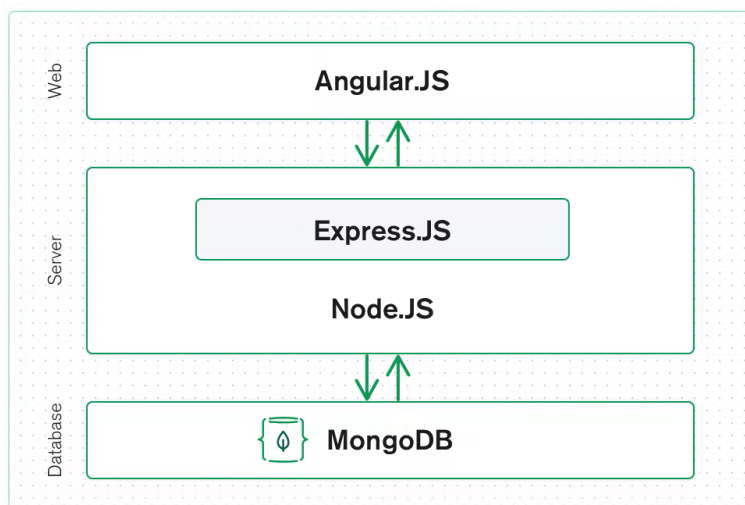 Web
Angular.JS
Server
Express.JS
Node.JS
Database
MongoDB